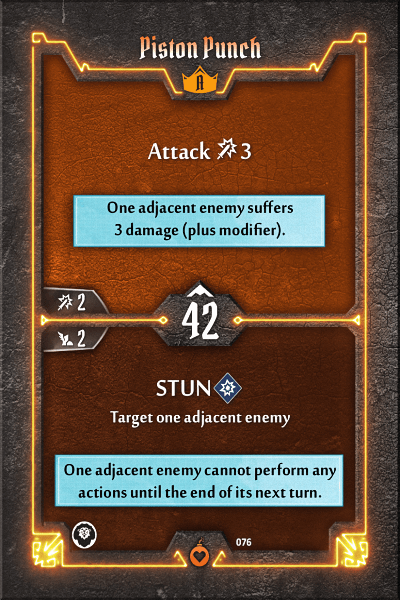 Piston Punch
A
Attack 3
One adjacent enemy suffers
3 damage (plus modifier).
2
42
2
STUN
Target one adjacent enemy
One adjacent enemy cannot perform any
actions until the end of its next turn.
076